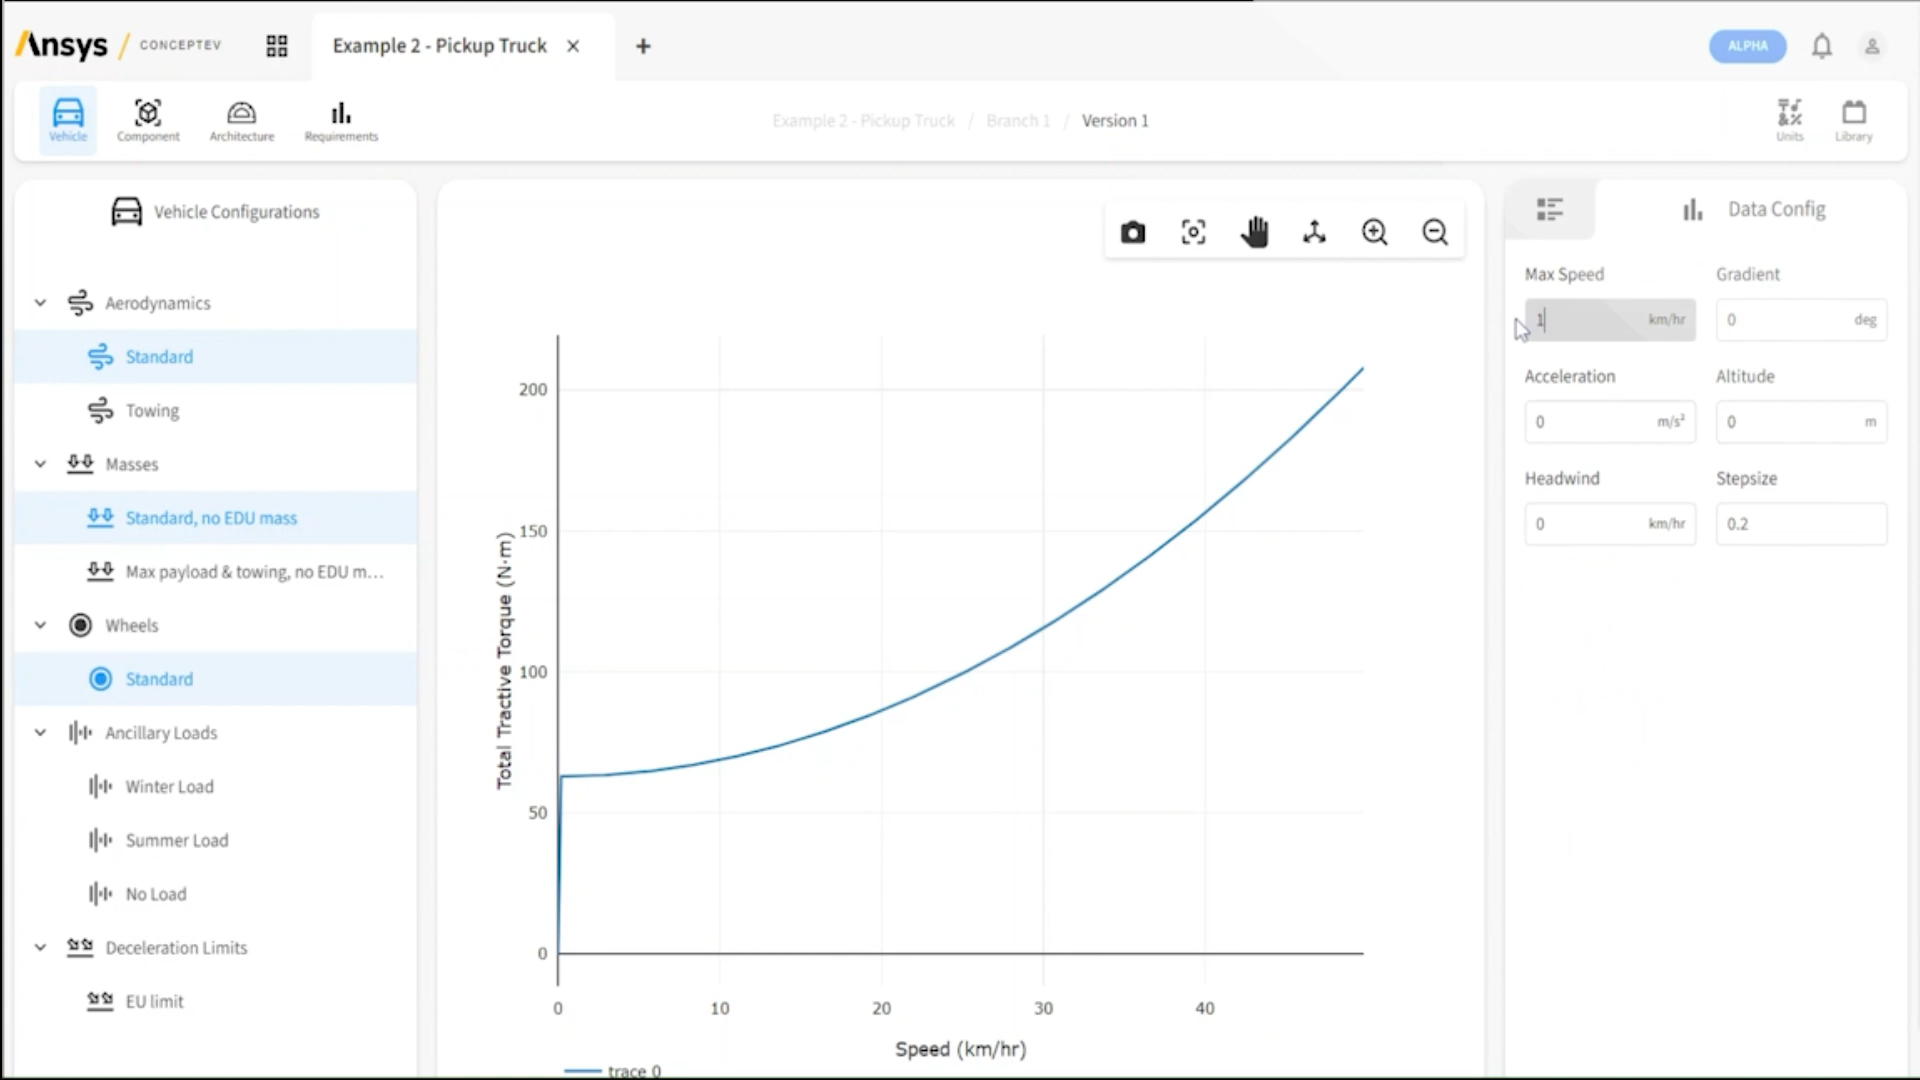 Ansys / CONCEPTEV
Example 2 - Pickup Truck
ALPHA
Vehicle
Component
Architecture
Requirements
Example 2 - Pickup Truck / Branch 1 / Version 1
Units
Library
Vehicle Configurations
Aerodynamics
Standard
Towing
Masses
Standard, no EDU mass
Max payload & towing, no EDU m...
Wheels
Standard
Ancillary Loads
Winter Load
Summer Load
No Load
Deceleration Limits
EU limit
Total Tractive Torque (N·m)
200
150
100
50
0
0 10 20 30 40
Speed (km/hr)
trace 0
Data Config
Max Speed Gradient
1 km/hr 0 deg
Acceleration Altitude
0 m/s² 0 m
Headwind Stepsize
0 km/hr 0.2